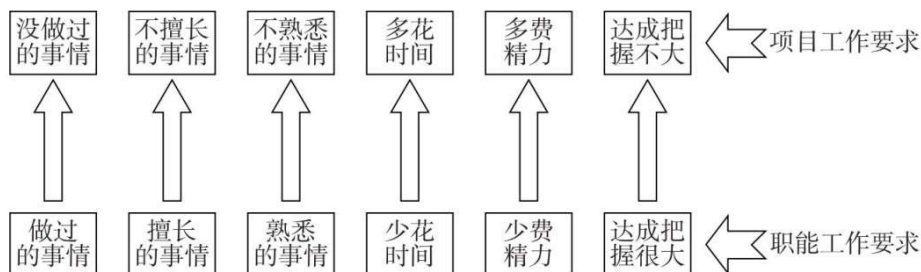 没做过
的事情
不擅长
的事情
不熟悉
的事情
多花
时间
多费
精力
达成把
握不大
项目工作要求
做过
的事情
擅长
的事情
熟悉
的事情
少花
时间
少费
精力
达成把
握很大
职能工作要求